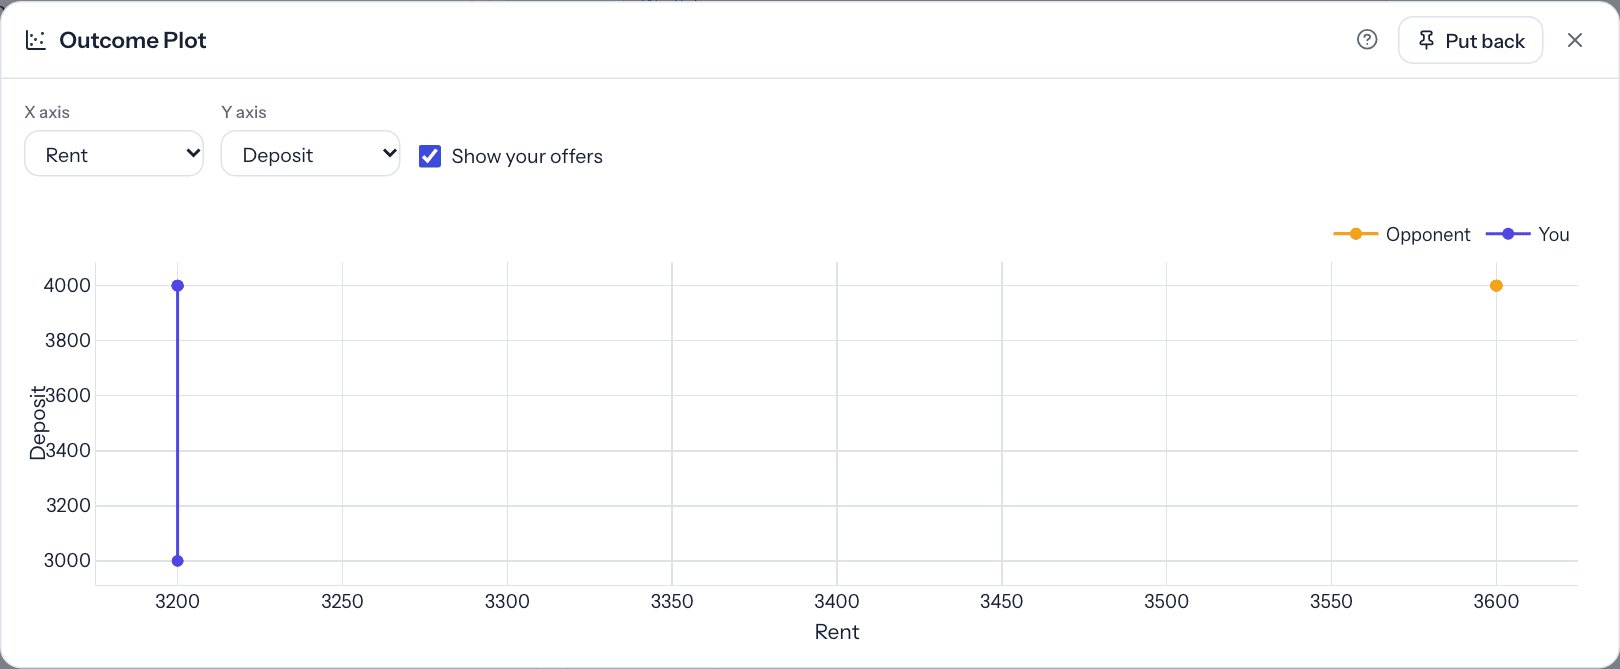 Outcome Plot
Put back
X axis
Y axis
Rent
Deposit
Show your offers
Opponent
You
4000
3800
3600
3400
3200
3000
Deposit
3200
3250
3300
3350
3400
3450
3500
3550
3600
Rent